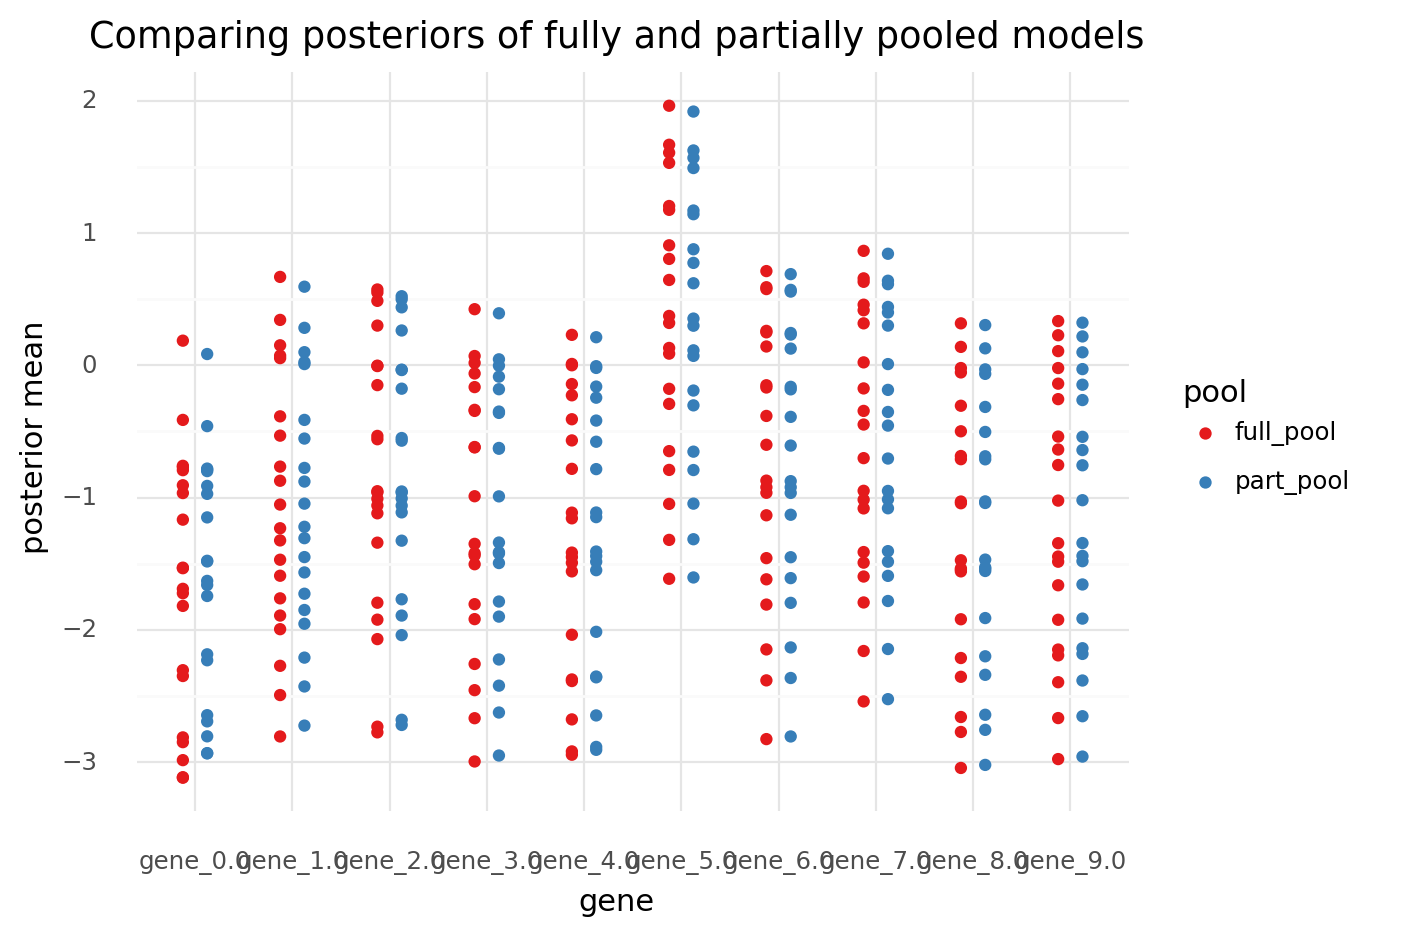 Comparing posteriors of fully and partially pooled models
2
1
0
−1
−2
−3
posterior mean
gene_0.0 gene_1.0 gene_2.0 gene_3.0 gene_4.0 gene_5.0 gene_6.0 gene_7.0 gene_8.0 gene_9.0
gene
pool
full_pool
part_pool